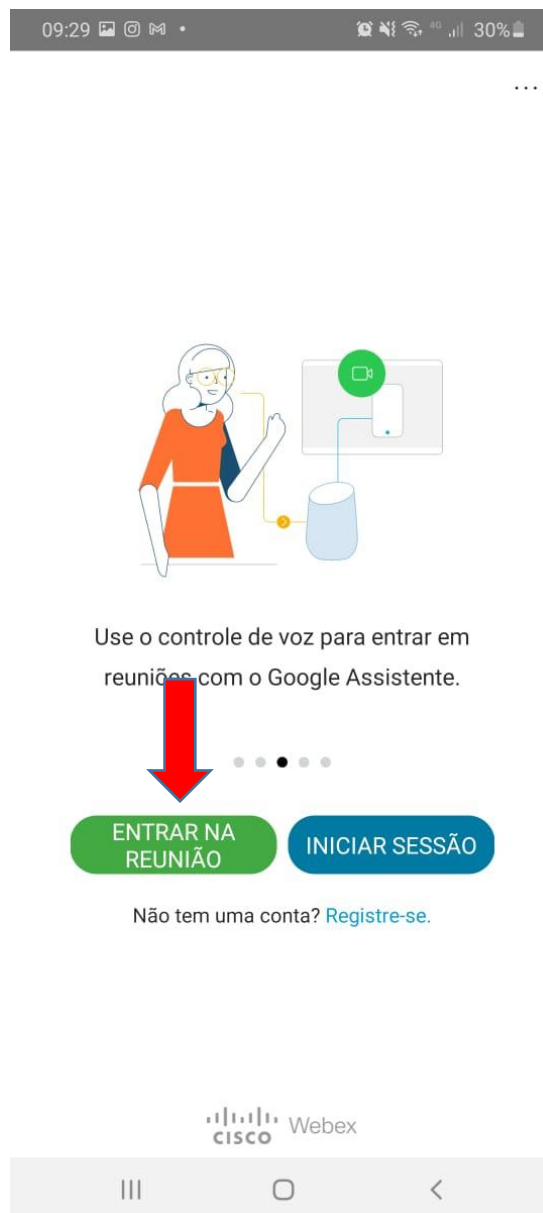 09:29
4G 30%
...
Use o controle de voz para entrar em
reuniões com o Google Assistente.
ENTRAR NA
REUNIÃO
INICIAR SESSÃO
Não tem uma conta? Registre-se.
CISCO Webex